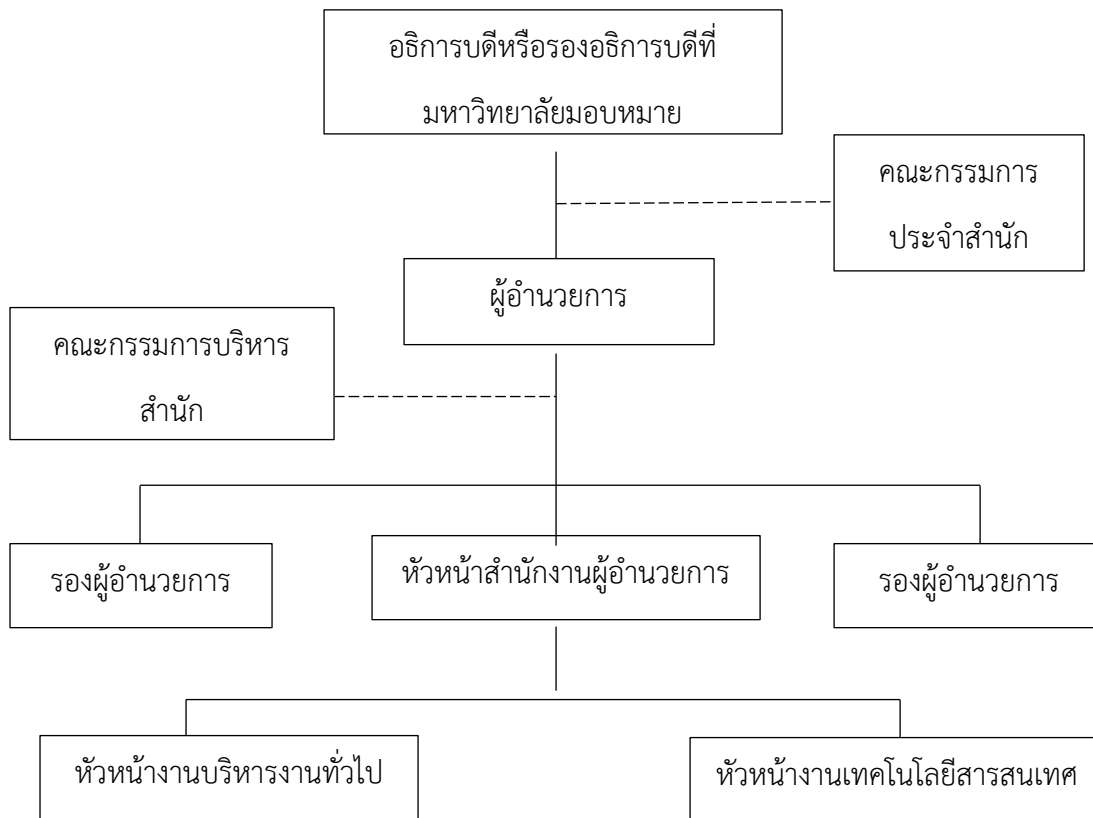 อธิการบดีหรือรองอธิการบดีที่
มหาวิทยาลัยมอบหมาย
คณะกรรมการ
ประจำสำนัก
ผู้อำนวยการ
คณะกรรมการบริหาร
สำนัก
รองผู้อำนวยการ
หัวหน้าสำนักงานผู้อำนวยการ
รองผู้อำนวยการ
หัวหน้างานบริหารงานทั่วไป
หัวหน้างานเทคโนโลยีสารสนเทศ